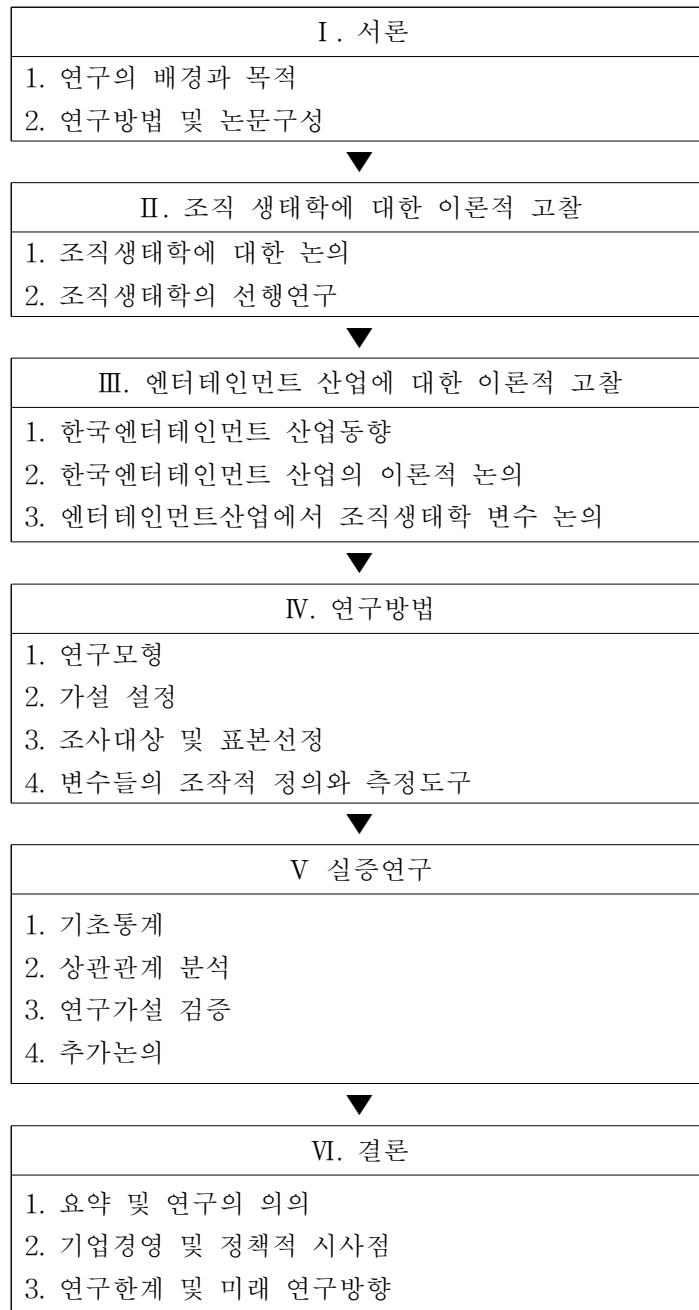 Ⅰ. 서론
1. 연구의 배경과 목적
2. 연구방법 및 논문구성
▼
Ⅱ. 조직 생태학에 대한 이론적 고찰
1. 조직생태학에 대한 논의
2. 조직생태학의 선행연구
▼
Ⅲ. 엔터테인먼트 산업에 대한 이론적 고찰
1. 한국엔터테인먼트 산업동향
2. 한국엔터테인먼트 산업의 이론적 논의
3. 엔터테인먼트산업에서 조직생태학 변수 논의
▼
Ⅳ. 연구방법
1. 연구모형
2. 가설 설정
3. 조사대상 및 표본선정
4. 변수들의 조작적 정의와 측정도구
▼
Ⅴ 실증연구
1. 기초통계
2. 상관관계 분석
3. 연구가설 검증
4. 추가논의
▼
Ⅵ. 결론
1. 요약 및 연구의 의의
2. 기업경영 및 정책적 시사점
3. 연구한계 및 미래 연구방향